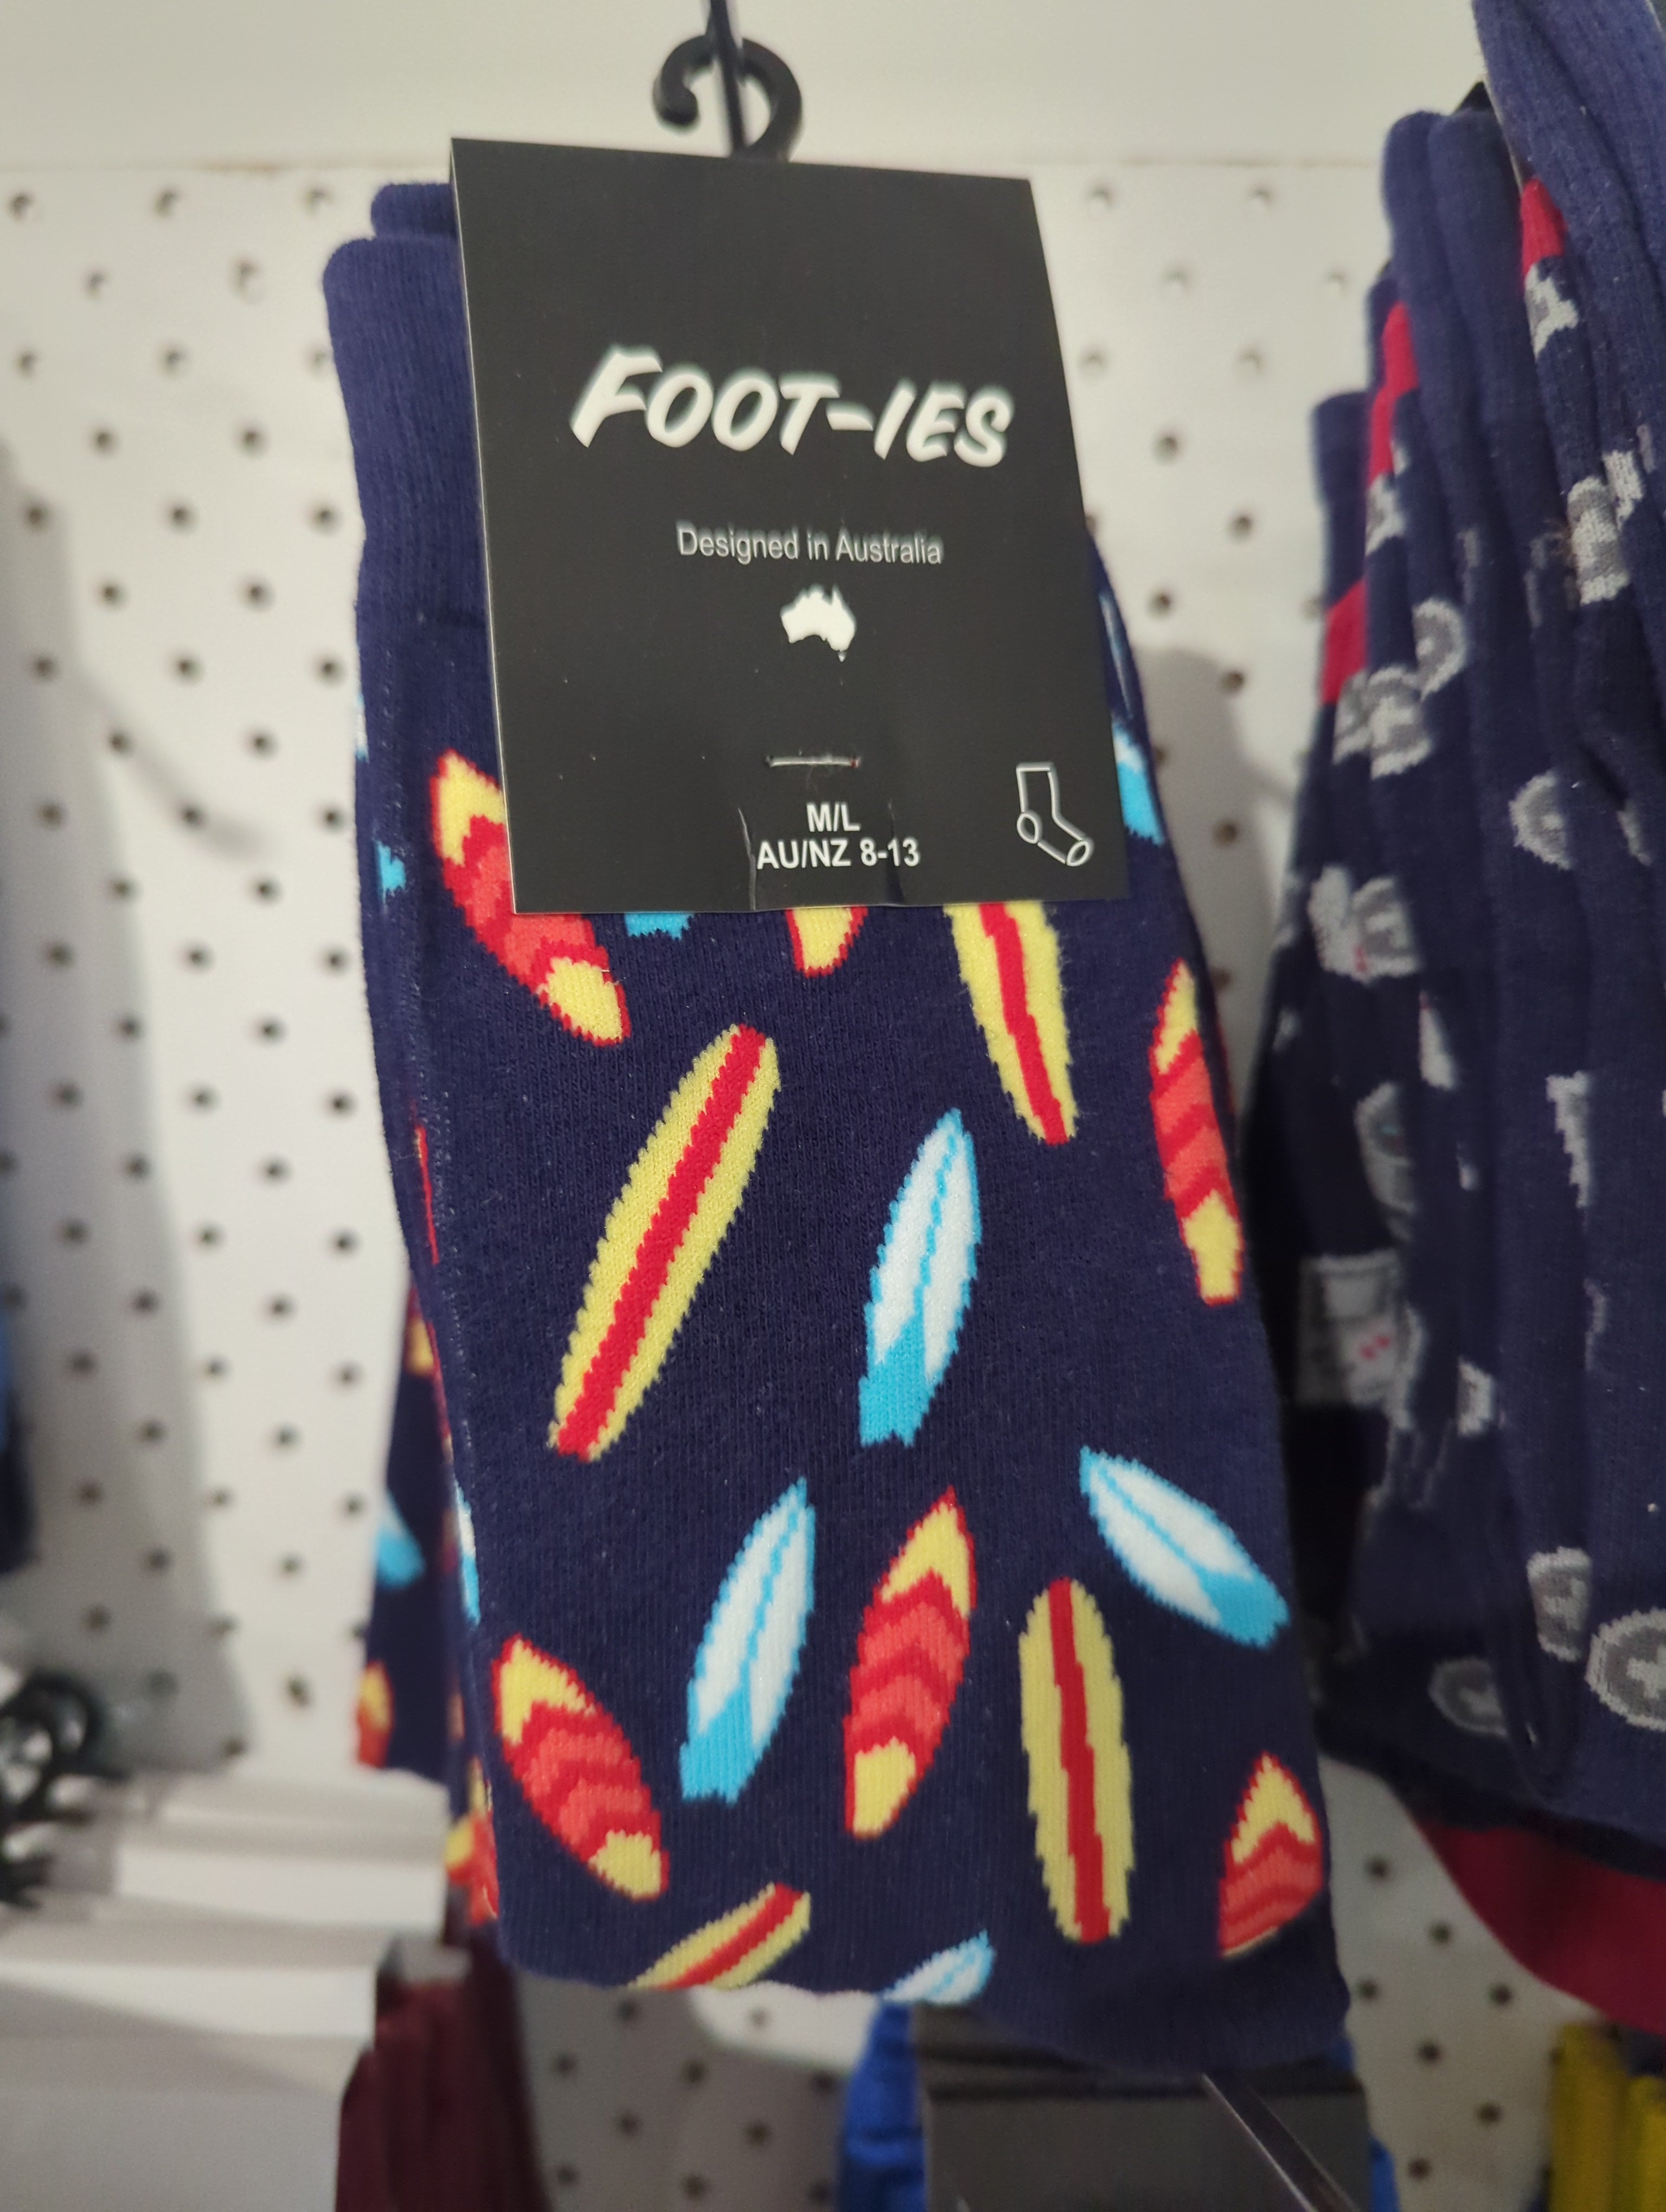 FOOT-IES
Designed in Australia
M/L
AU/NZ 8-13